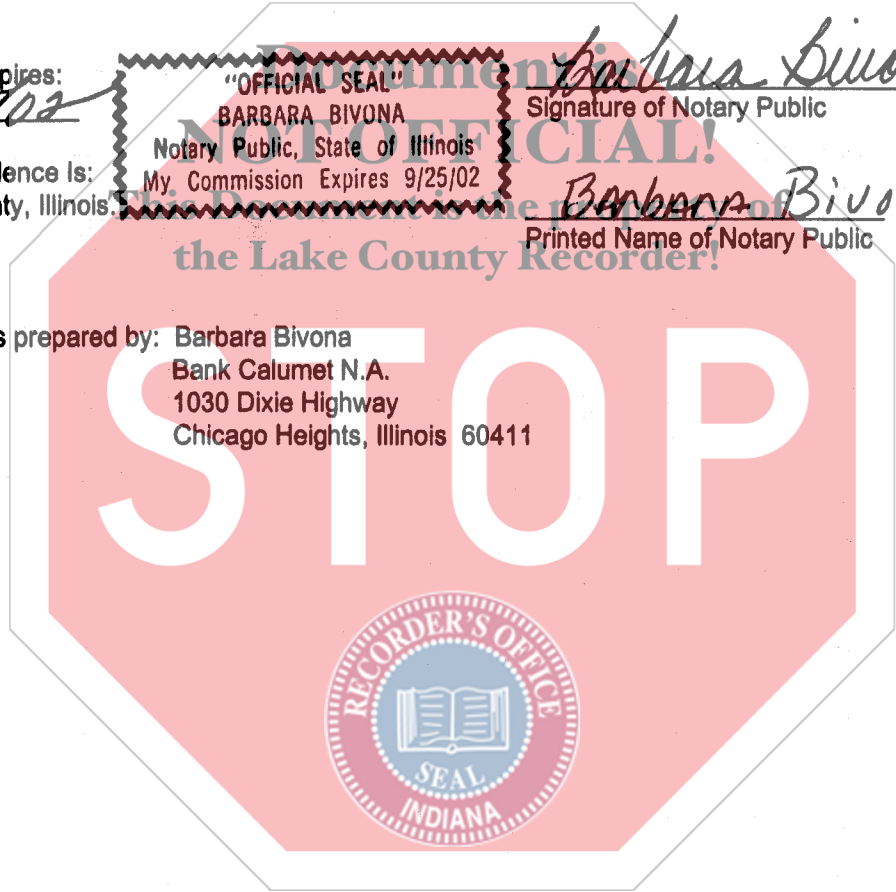 Document is
NOT OFFICIAL!
This Document is the property of
the Lake County Recorder!
pires:
"OFFICIAL SEAL"
BARBARA BIVONA
Notary Public, State of Illinois
My Commission Expires 9/25/02
Barbara Bivo
Signature of Notary Public
ence Is:
ty, Illinois.
Barbara Bivo
Printed Name of Notary Public
s prepared by: Barbara Bivona
Bank Calumet N.A.
1030 Dixie Highway
Chicago Heights, Illinois 60411
STOP
RECORDER'S OFFICE
SEAL
INDIANA